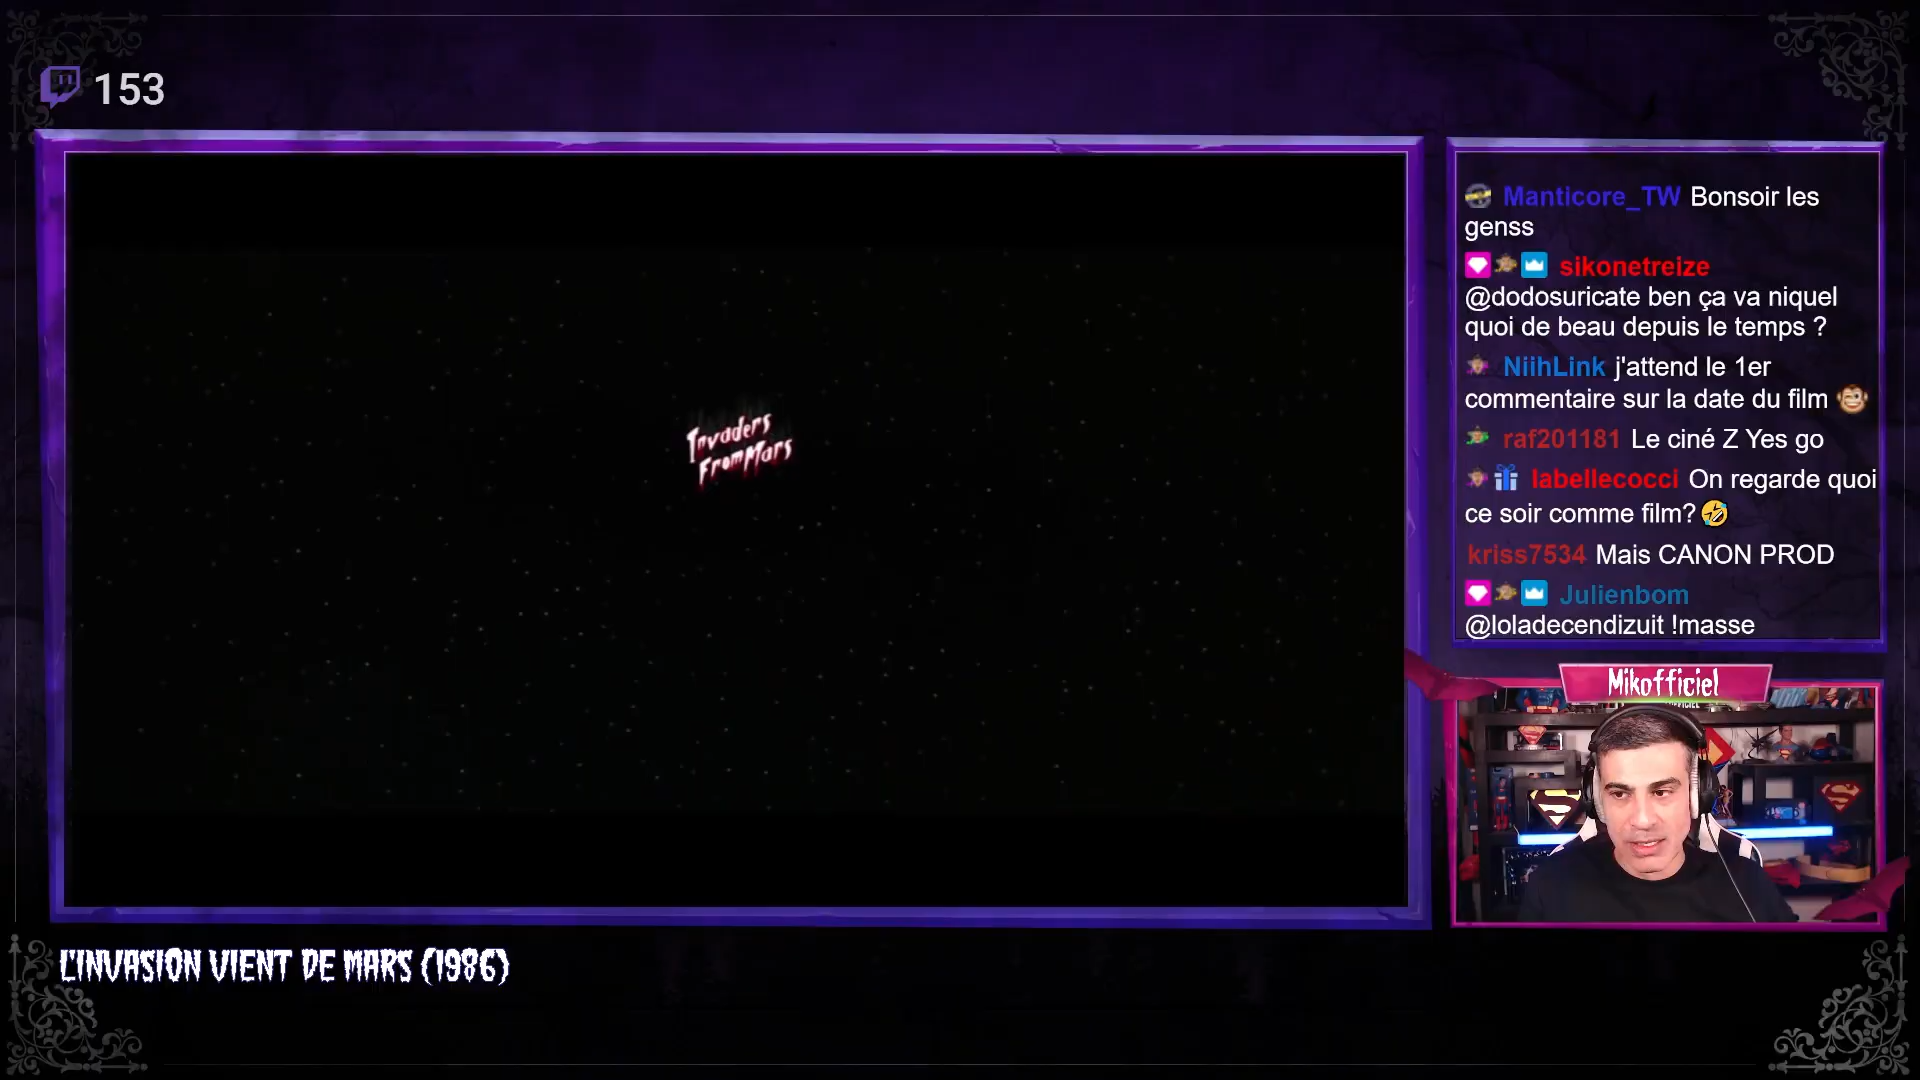 153
Invaders
From Mars
Manticore_TW Bonsoir les
genss
sikonetreize
@dodosuricate ben ça va niquel
quoi de beau depuis le temps ?
NiihLink j'attend le 1er
commentaire sur la date du film
raf201181 Le ciné Z Yes go
labellecocci On regarde quoi
ce soir comme film?
kriss7534 Mais CANON PROD
Julienbom
@loladecendizuit !masse
Mikofficiel
L'INVASION VIENT DE MARS (1986)